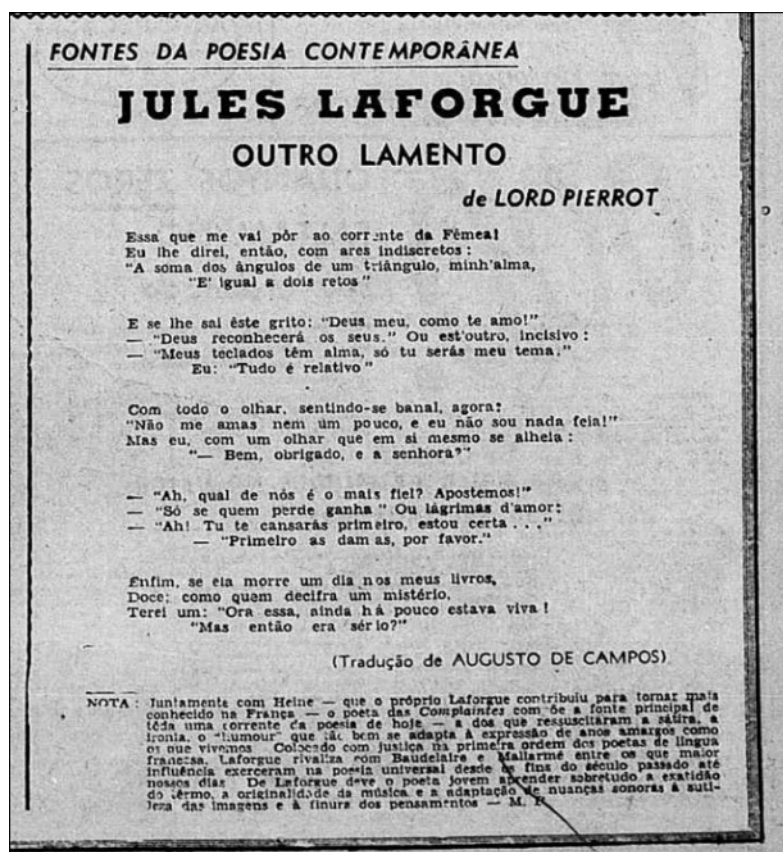 FONTES DA POESIA CONTEMPORÂNEA
JULES LAFORGUE
OUTRO LAMENTO
de LORD PIERROT
Essa que me vai pôr ao corrente da Fêmea!
Eu lhe direi, então, com ares indiscretos:
"A soma dos ângulos de um triângulo, minh'alma,
"E' igual a dois retos"
E se lhe sai êste grito: "Deus meu, como te amo!"
— "Deus reconhecerá os seus." Ou est'outro, incisivo:
— "Meus teclados têm alma, só tu serás meu tema."
Eu: "Tudo é relativo"
Com todo o olhar, sentindo-se banal, agora:
"Não me amas nem um pouco, e eu não sou nada feia!"
Mas eu, com um olhar que em si mesmo se alheia:
"— Bem, obrigado, e a senhora?"
— "Ah, qual de nós é o mais fiel? Apostemos!"
— "Só se quem perde ganha" Ou lágrimas d'amor:
— "Ah! Tu te cansarás primeiro, estou certa . . ."
— "Primeiro as damas, por favor."
Enfim, se ela morre um dia nos meus livros,
Doce; como quem decifra um mistério,
Terei um: "Ora essa, ainda há pouco estava viva!
"Mas então era sério?"
(Tradução de AUGUSTO DE CAMPOS)
NOTA: Juntamente com Heine — que o próprio Laforgue contribuiu para tornar mais
conhecido na França — o poeta das Complaintes compõe a fonte principal de
tôda uma corrente da poesia de hoje — a dos que ressuscitaram a sátira, a
ironia, o "humour" que tão bem se adapta à expressão de anos amargos como
os que vivemos Colocado com justiça na primeira ordem dos poetas de língua
francesa, Laforgue rivaliza com Baudelaire e Mallarmé entre os que maior
influência exerceram na poesia universal desde os fins do século passado até
nossos dias De Laforgue deve o poeta jovem aprender sobretudo a exatidão
do têrmo, a originalidade da música e a adaptação de nuanças sonoras à suti-
leza das imagens e à finura dos pensamentos — M. F.